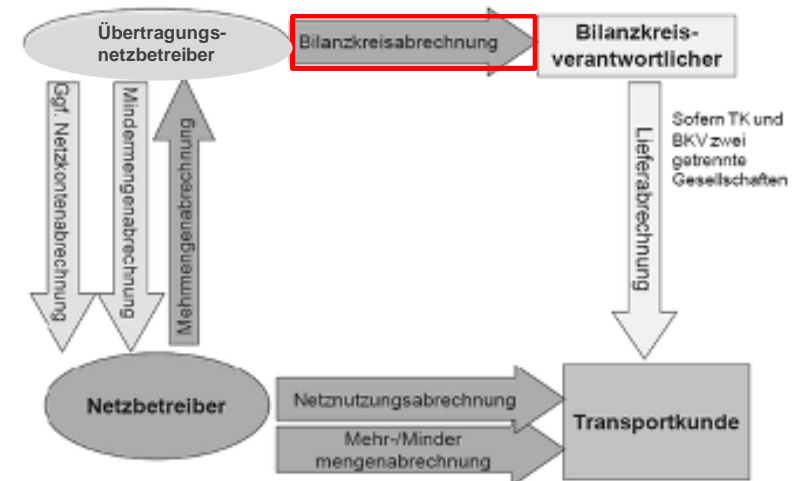 Übertragungs-
netzbetreiber
Bilanzkreisabrechnung
Bilanzkreis-
verantwortlicher
Ggf. Netzkontenabrechnung
Mindermengenabrechnung
Mehrmengenabrechnung
Lieferabrechnung
Sofern TK und
BKV zwei
getrennte
Gesellschaften
Netzbetreiber
Netznutzungsabrechnung
Mehr-/Minder
mengenabrechnung
Transportkunde